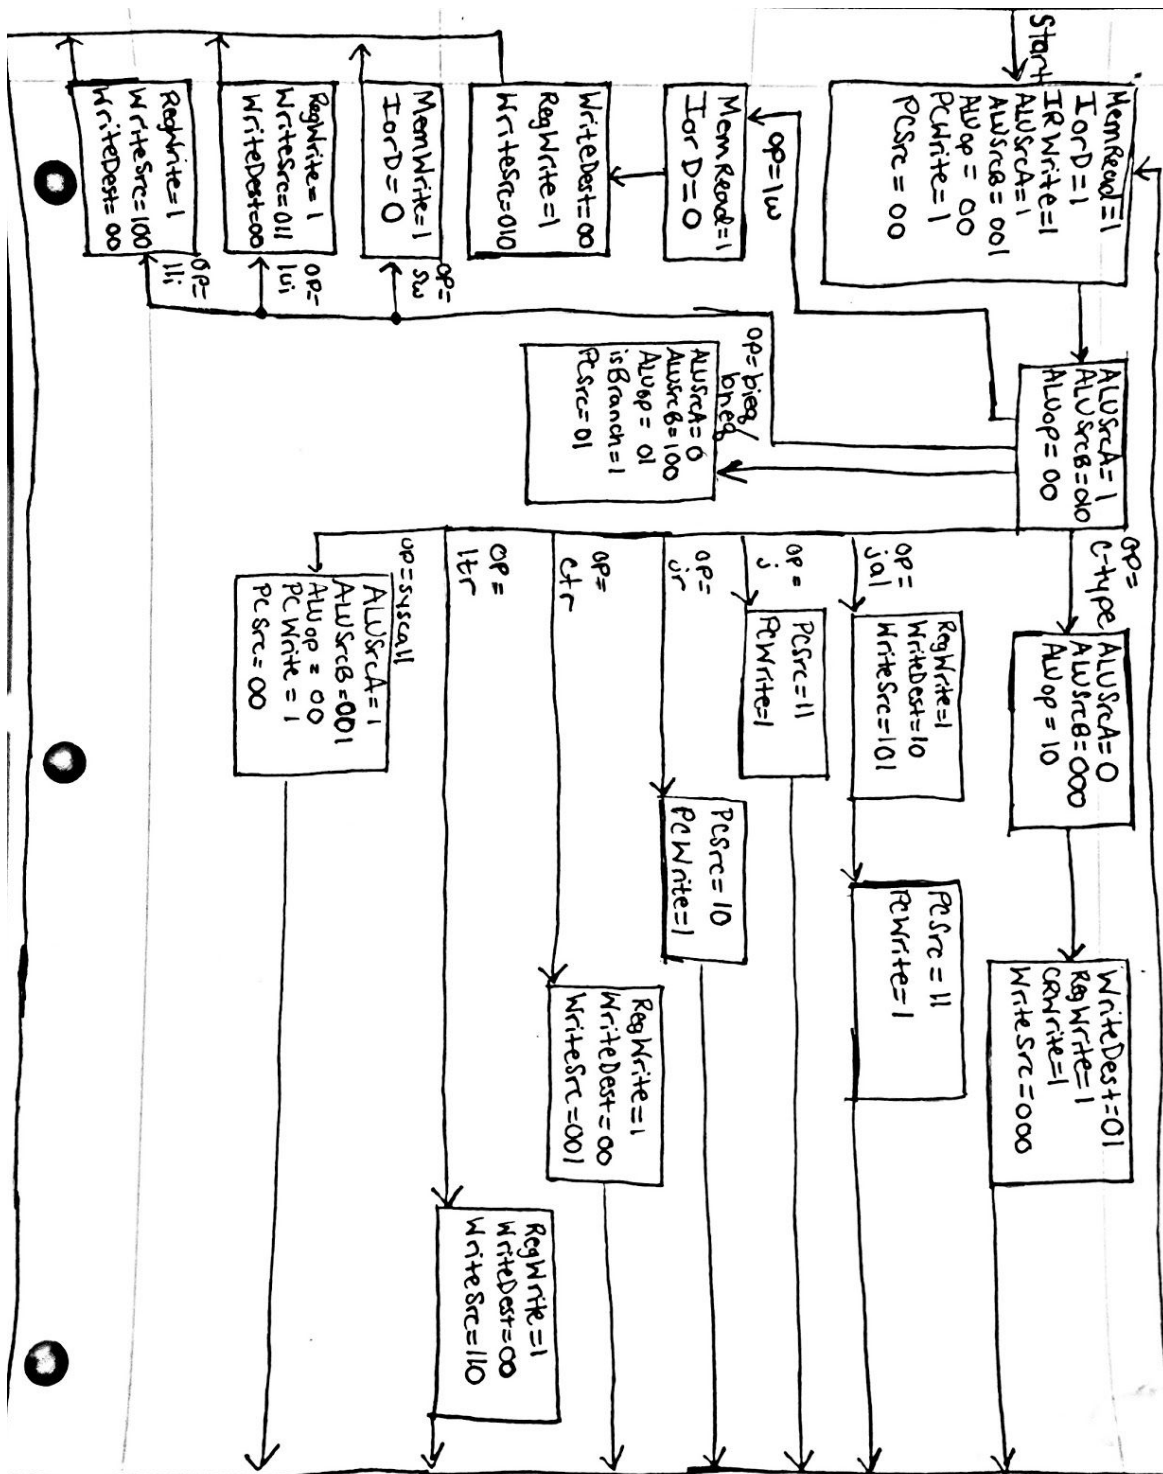 Start
MemRead=1
IorD=1
IRWrite=1
ALUSrcA=1
ALUSrcB=001
ALUop=00
PCWrite=1
PCSrc=00
ALUSrcA=1
ALUSrcB=010
ALUop=00
op=
c-type
ALUSrcA=0
ALUSrcB=000
ALUop=10
WriteDest=01
RegWrite=1
CRWrite=1
WriteSrc=000
op=
jal
RegWrite=1
WriteDest=10
WriteSrc=101
PCSrc=11
PCWrite=1
op=
j
PCSrc=11
PCWrite=1
op=
jr
PCSrc=10
PCWrite=1
op=
ctr
RegWrite=1
WriteDest=00
WriteSrc=001
op=
ltr
RegWrite=1
WriteDest=00
WriteSrc=110
op=syscall
ALUSrcA=1
ALUSrcB=001
ALUop=00
PCWrite=1
PCSrc=00
op=bieq/
bneq
ALUSrcA=0
ALUSrcB=100
ALUop=01
isBranch=1
PCSrc=01
op=lw
MemRead=1
IorD=0
WriteDest=00
RegWrite=1
WriteSrc=010
op=
sw
MemWrite=1
IorD=0
op=
lui
RegWrite=1
WriteSrc=011
WriteDest=00
op=
lli
RegWrite=1
WriteSrc=100
WriteDest=00